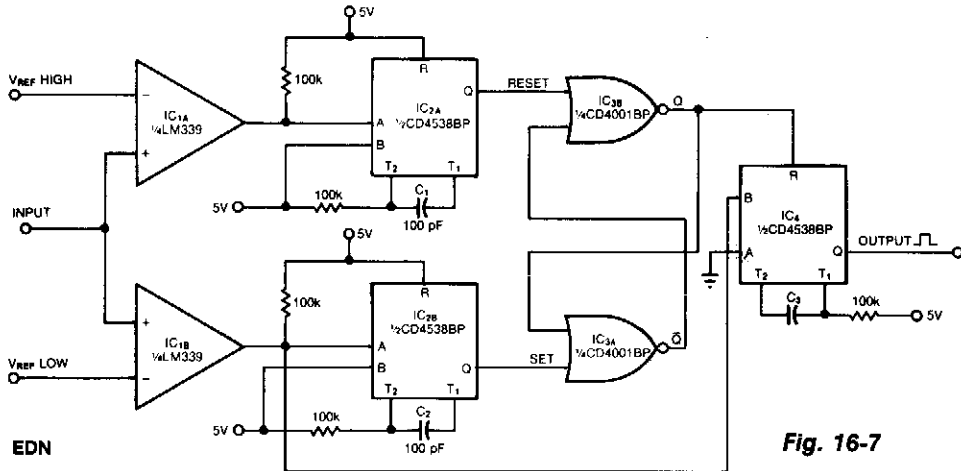 5V
100k
VREF HIGH
−
IC1A
¼LM339
+
R
Q
IC2A
½CD4538BP
A
B
T2
T1
5V
100k
C1
100 pF
RESET
IC3B
¼CD4001BP
Q
INPUT
5V
100k
+
IC1B
¼LM339
−
VREF LOW
R
IC2B
½CD4538BP
A
B
Q
T2
T1
5V
100k
C2
100 pF
SET
IC3A
¼CD4001BP
Q̅
R
B
IC4
½CD4538BP
A
Q
T2
T1
C3
100k
5V
OUTPUT
EDN
Fig. 16-7